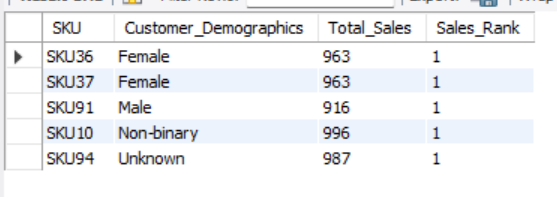 SKU Customer_Demographics Total_Sales Sales_Rank
SKU36 Female 963 1
SKU37 Female 963 1
SKU91 Male 916 1
SKU10 Non-binary 996 1
SKU94 Unknown 987 1